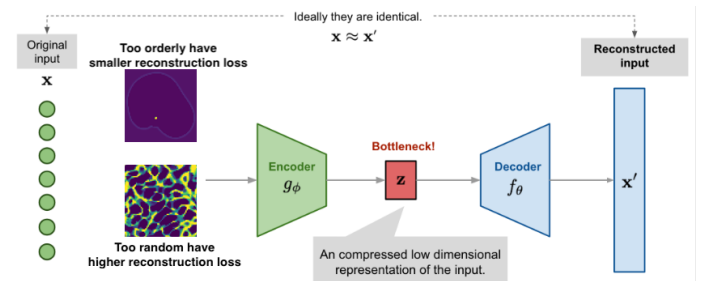 Ideally they are identical.
x ≈ x′
Original
input
x
Too orderly have
smaller reconstruction loss
Too random have
higher reconstruction loss
Encoder
gϕ
Bottleneck!
z
An compressed low dimensional
representation of the input.
Decoder
fθ
Reconstructed
input
x′